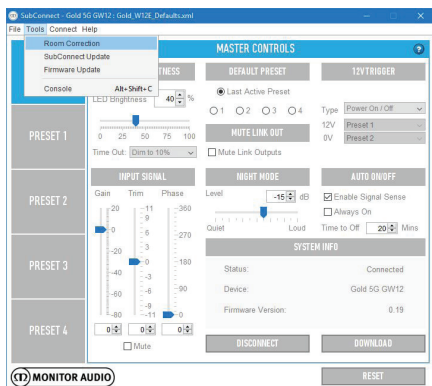 SubConnect - Gold 5G GW12 : Gold_W12E_Defaults.xml
File Tools Connect Help
Room Correction
SubConnect Update
Firmware Update
Console Alt+Shift+C
MASTER CONTROLS
?
TNESS
LED Brightness 40 %
0 25 50 75 100
Time Out: Dim to 10%
DEFAULT PRESET
Last Active Preset
1 2 3 4
MUTE LINK OUT
Mute Link Outputs
12V TRIGGER
Type Power On / Off
12V Preset 1
0V Preset 2
PRESET 1
PRESET 2
PRESET 3
PRESET 4
INPUT SIGNAL
Gain Trim Phase
20 11 360
9
0 6 270
3
-20 0 180
-40 -3
-60 -6 90
-9
-80 -11 0
0 0 0
Mute
NIGHT MODE
Level -15 dB
Quiet Loud
AUTO ON/OFF
Enable Signal Sense
Always On
Time to Off 20 Mins
SYSTEM INFO
Status: Connected
Device: Gold 5G GW12
Firmware Version: 0.19
DISCONNECT
DOWNLOAD
MONITOR AUDIO
RESET